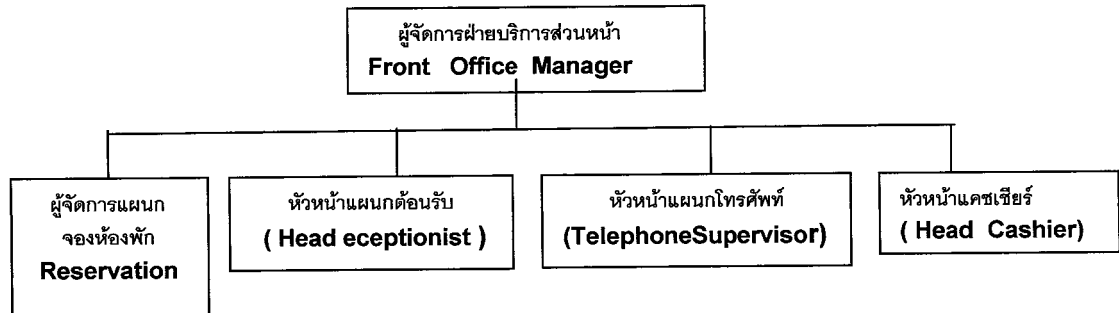 ผู้จัดการฝ่ายบริการส่วนหน้า
Front Office Manager
ผู้จัดการแผนก
จองห้องพัก
Reservation
หัวหน้าแผนกต้อนรับ
( Head eceptionist )
หัวหน้าแผนกโทรศัพท์
(TelephoneSupervisor)
หัวหน้าแคชเชียร์
( Head Cashier)